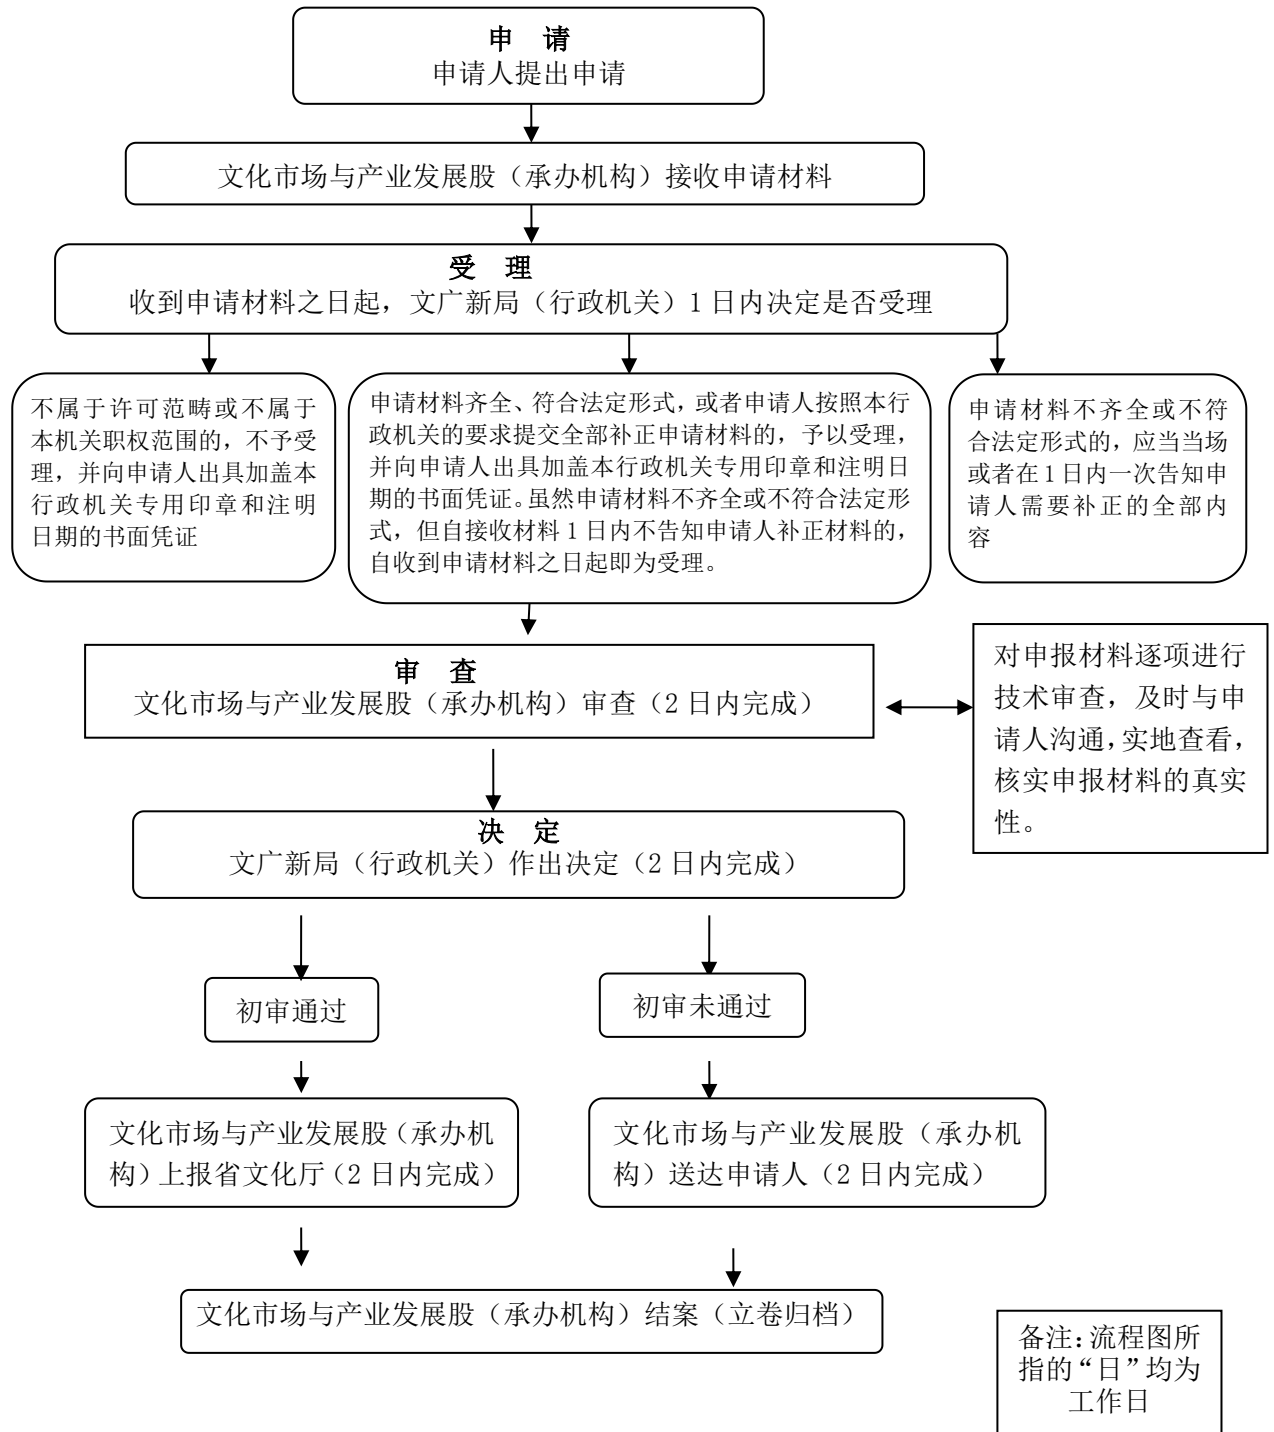 申　请
申请人提出申请
文化市场与产业发展股（承办机构）接收申请材料
受　理
收到申请材料之日起，文广新局（行政机关）1日内决定是否受理
不属于许可范畴或不属于
本机关职权范围的，不予受
理，并向申请人出具加盖本
行政机关专用印章和注明
日期的书面凭证
申请材料齐全、符合法定形式，或者申请人按照本行
政机关的要求提交全部补正申请材料的，予以受理，
并向申请人出具加盖本行政机关专用印章和注明日
期的书面凭证。虽然申请材料不齐全或不符合法定形
式，但自接收材料1日内不告知申请人补正材料的，
自收到申请材料之日起即为受理。
申请材料不齐全或不符
合法定形式的，应当当场
或者在1日内一次告知申
请人需要补正的全部内
容
审　查
文化市场与产业发展股（承办机构）审查（2日内完成）
对申报材料逐项进行
技术审查，及时与申
请人沟通，实地查看，
核实申报材料的真实
性。
决　定
文广新局（行政机关）作出决定（2日内完成）
初审通过
初审未通过
文化市场与产业发展股（承办机
构）上报省文化厅（2日内完成）
文化市场与产业发展股（承办机
构）送达申请人（2日内完成）
文化市场与产业发展股（承办机构）结案（立卷归档）
备注：流程图所
指的“日”均为
工作日